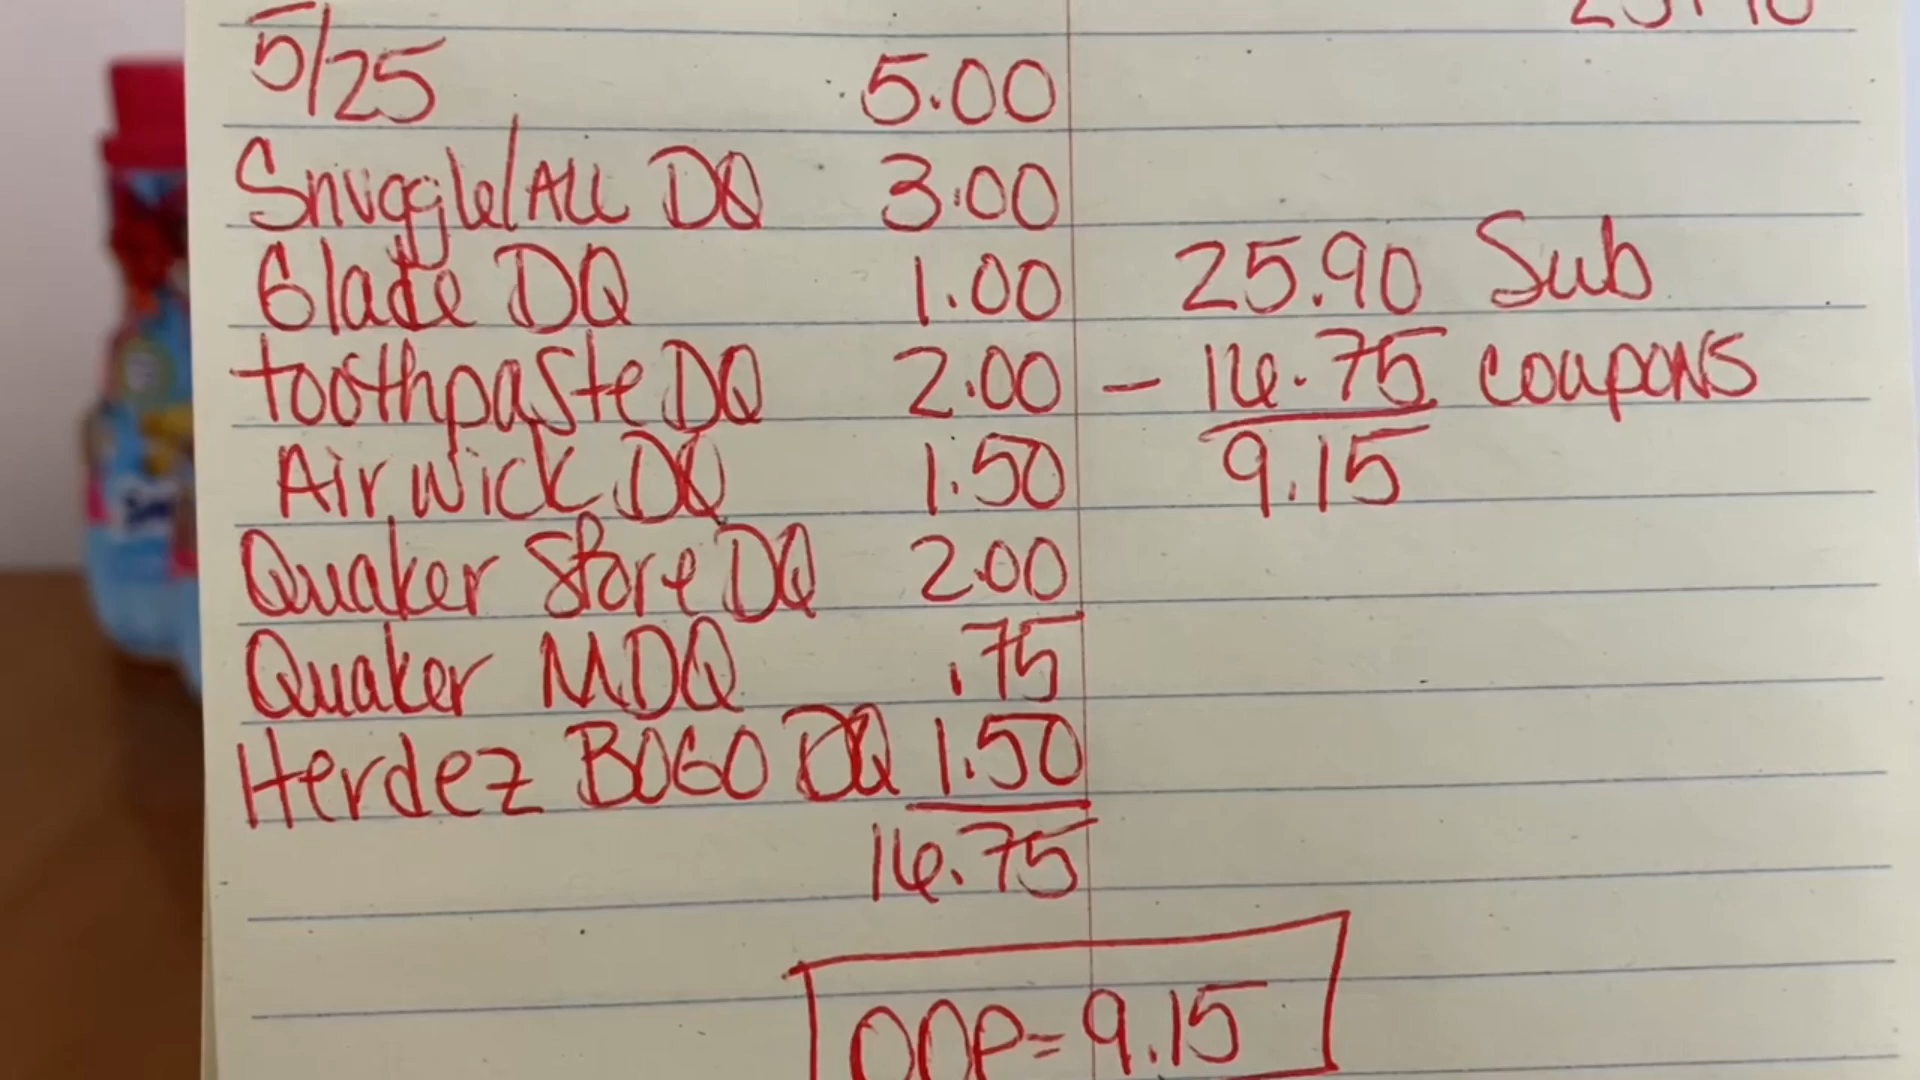 5/25 5.00
Snuggle/ALL DQ 3.00
Glade DQ 1.00
25.90 Sub
toothpaste DQ 2.00
- 16.75 coupons
Air Wick DQ 1.50
9.15
Quaker Store DQ 2.00
Quaker MDQ .75
Herdez BOGO DQ 1.50
16.75
OOP=9.15